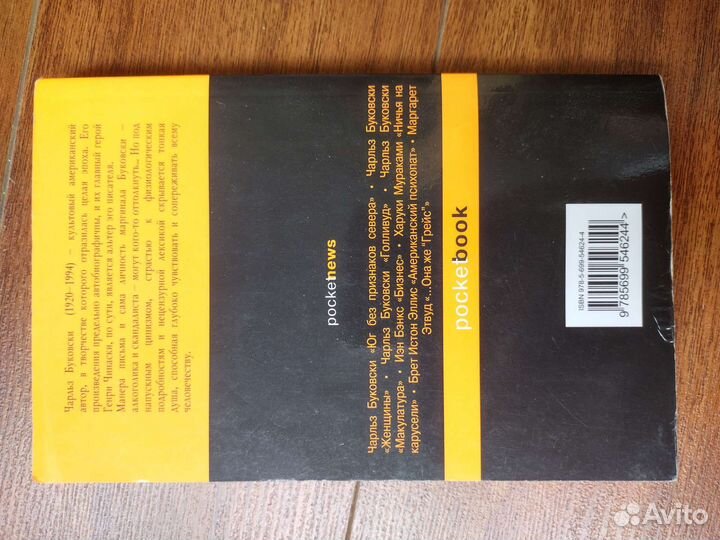 Чарльз Буковски (1920–1994) – культовый американский
автор, в творчестве которого отразилась целая эпоха. Его
произведения предельно автобиографичны, и их главный герой
Генри Чинаски, по сути, является альтер эго писателя.
Манера письма и сама личность маргинала Буковски –
алкоголика и скандалиста – могут кого-то оттолкнуть... Но под
напускным цинизмом, страстью к физиологическим
подробностям и нецензурной лексикой скрывается тонкая
душа, способная глубоко чувствовать и сопереживать всему
человечеству.
pocketnews
Чарльз Буковски «Юг без признаков севера» • Чарльз Буковски
«Женщины» • Чарльз Буковски «Голливуд» • Чарльз Буковски
«Макулатура» • Иэн Бэнкс «Бизнес» • Харуки Мураками «Ничья на
карусели» • Брет Истон Эллис «Американский психопат» • Маргарет
Этвуд «...Она же "Грейс"»
pocketbook
ISBN 978-5-699-54624-4
9 785699 546244 >
Avito